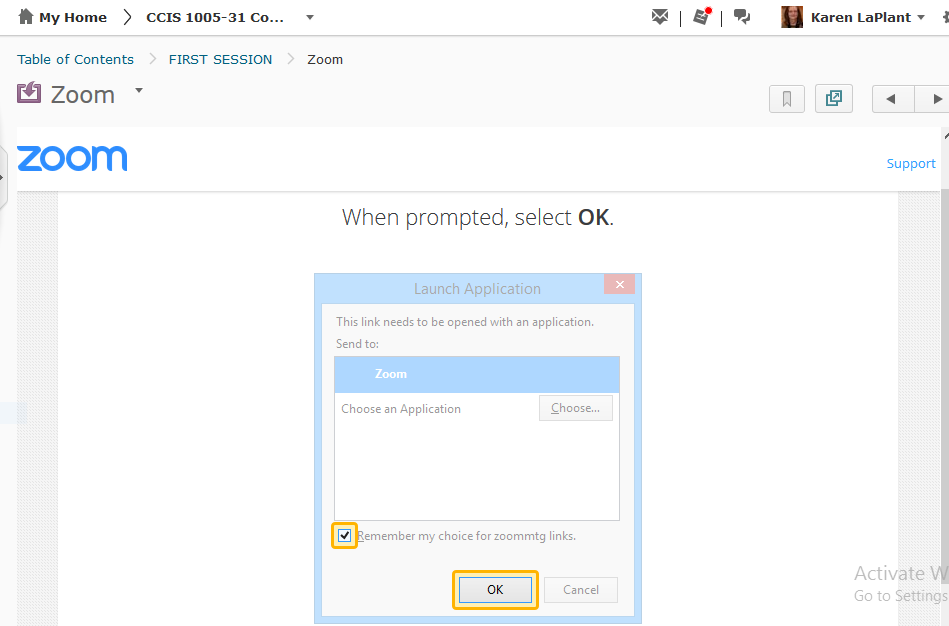 My Home CCIS 1005-31 Co... Karen LaPlant
Table of Contents FIRST SESSION Zoom
Zoom
zoom
Support
When prompted, select OK.
Launch Application
This link needs to be opened with an application.
Send to:
Zoom
Choose an Application Choose...
Remember my choice for zoommtg links.
OK Cancel
Activate W
Go to Settings